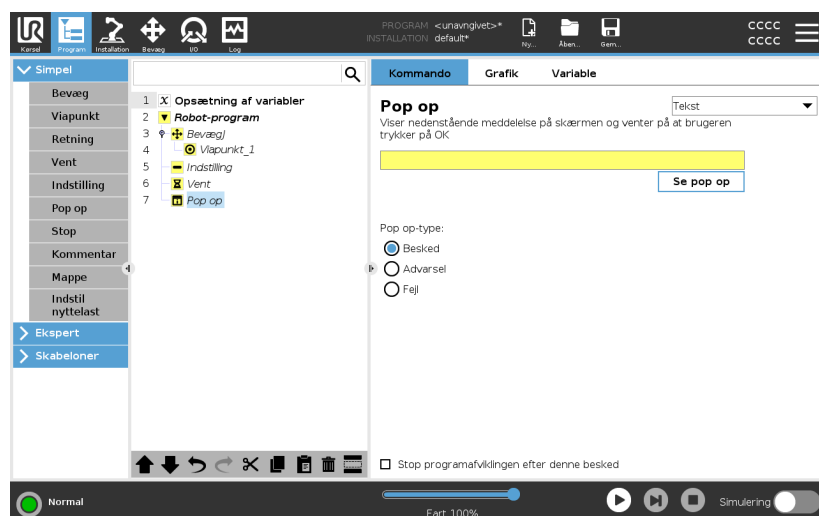 PROGRAM <unavngivet>*
INSTALLATION default*
Kørsel Program Installation Bevæg I/O Log
Ny... Åben... Gem...
cccc
cccc
Simpel
Bevæg
Viapunkt
Retning
Vent
Indstilling
Pop op
Stop
Kommentar
Mappe
Indstil
nyttelast
Ekspert
Skabeloner
1 X Opsætning af variabler
2 Robot-program
3 BevægJ
4 Viapunkt_1
5 Indstilling
6 Vent
7 Pop op
Kommando Grafik Variable
Pop op
Tekst
Viser nedenstående meddelelse på skærmen og venter på at brugeren
trykker på OK
Se pop op
Pop op-type:
Besked
Advarsel
Fejl
Stop programafviklingen efter denne besked
Normal
Fart 100%
Simulering